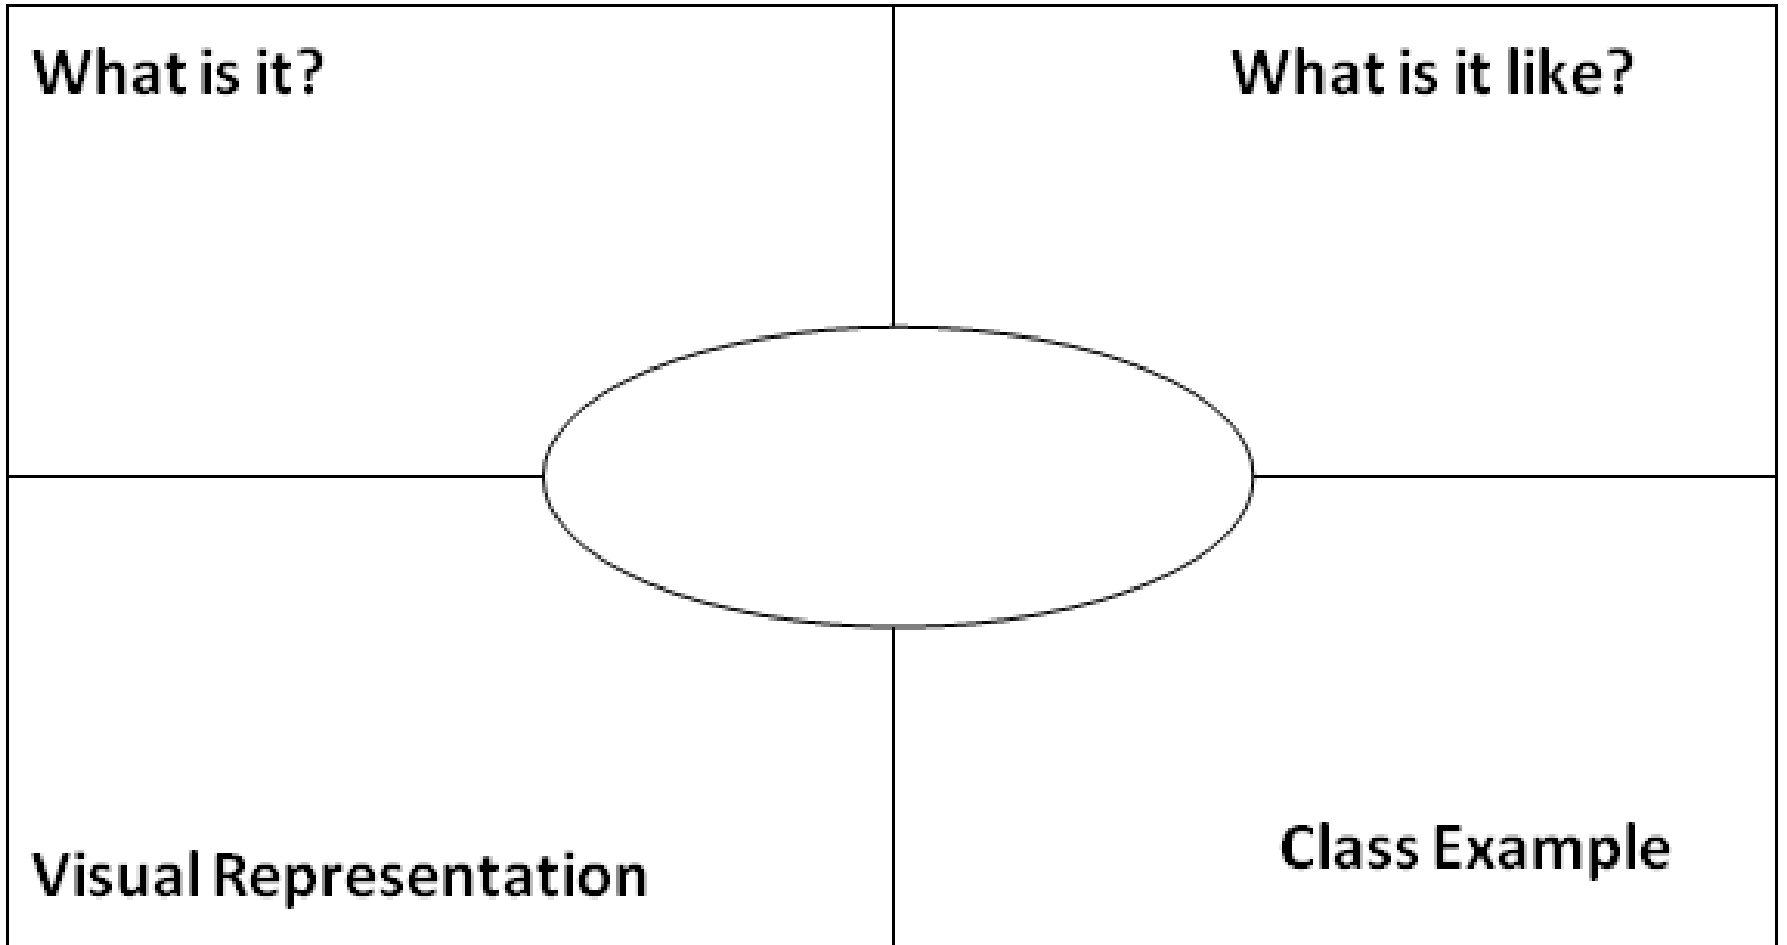 What is it?
What is it like?
Visual Representation
Class Example